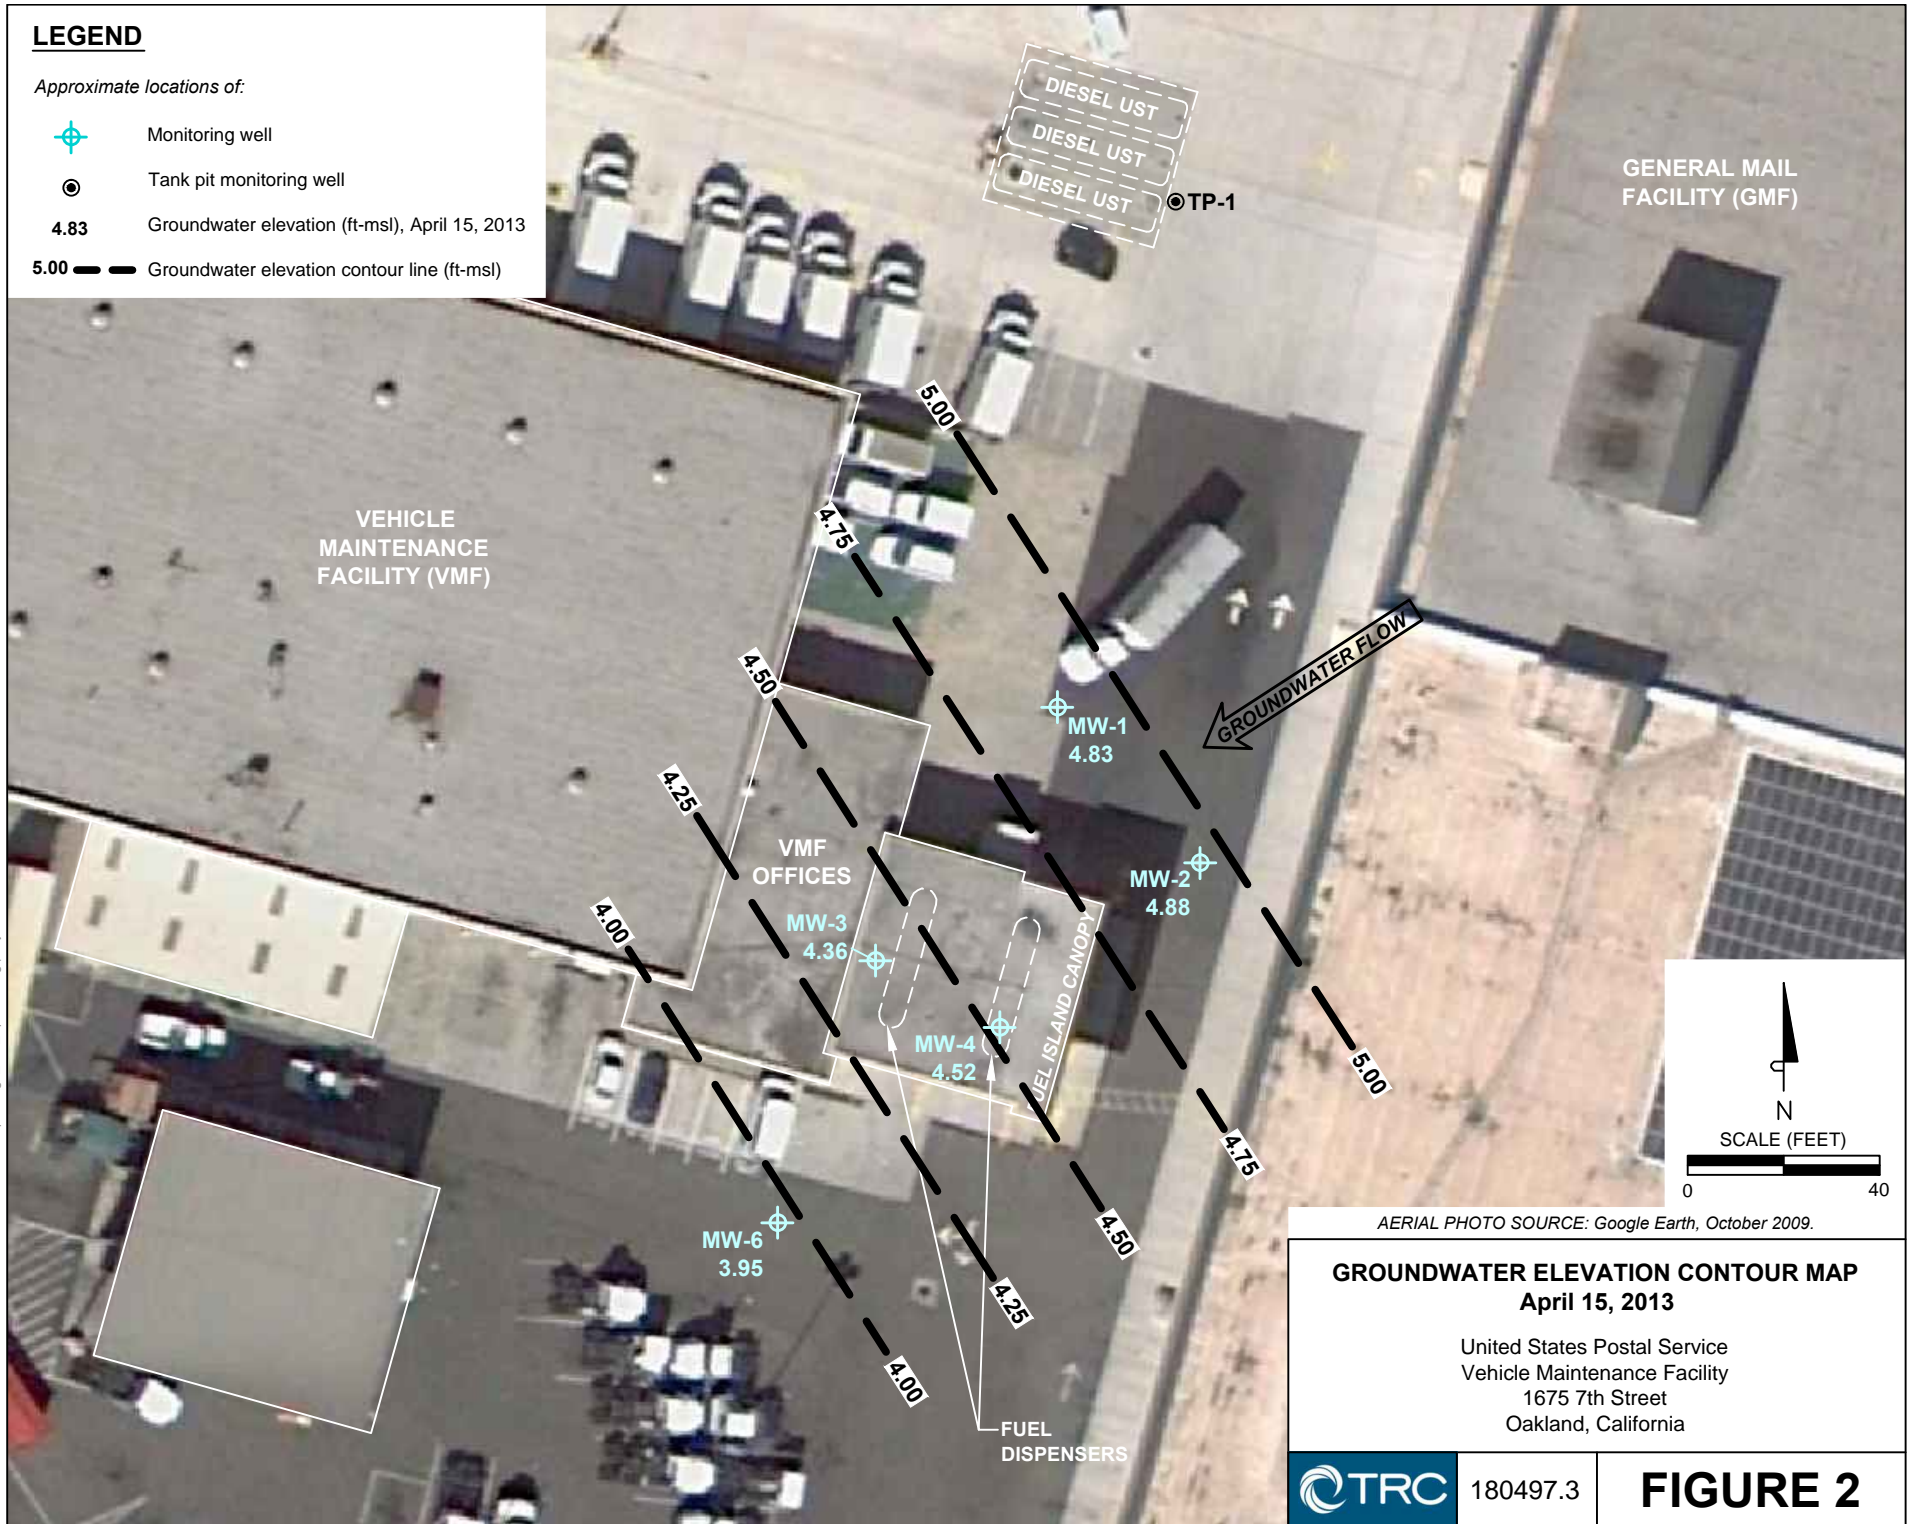 LEGEND
Approximate locations of:
Monitoring well
Tank pit monitoring well
4.83 Groundwater elevation (ft-msl), April 15, 2013
5.00 Groundwater elevation contour line (ft-msl)
DIESEL UST
DIESEL UST
DIESEL UST
TP-1
GENERAL MAIL
FACILITY (GMF)
VEHICLE
MAINTENANCE
FACILITY (VMF)
5.00
4.75
4.50
4.25
4.00
GROUNDWATER FLOW
MW-1
4.83
MW-2
4.88
VMF
OFFICES
MW-3
4.36
MW-4
4.52
FUEL ISLAND CANOPY
MW-6
3.95
5.00
4.75
4.50
4.25
4.00
FUEL
DISPENSERS
N
SCALE (FEET)
0 40
AERIAL PHOTO SOURCE: Google Earth, October 2009.
GROUNDWATER ELEVATION CONTOUR MAP
April 15, 2013
United States Postal Service
Vehicle Maintenance Facility
1675 7th Street
Oakland, California
TRC
180497.3
FIGURE 2